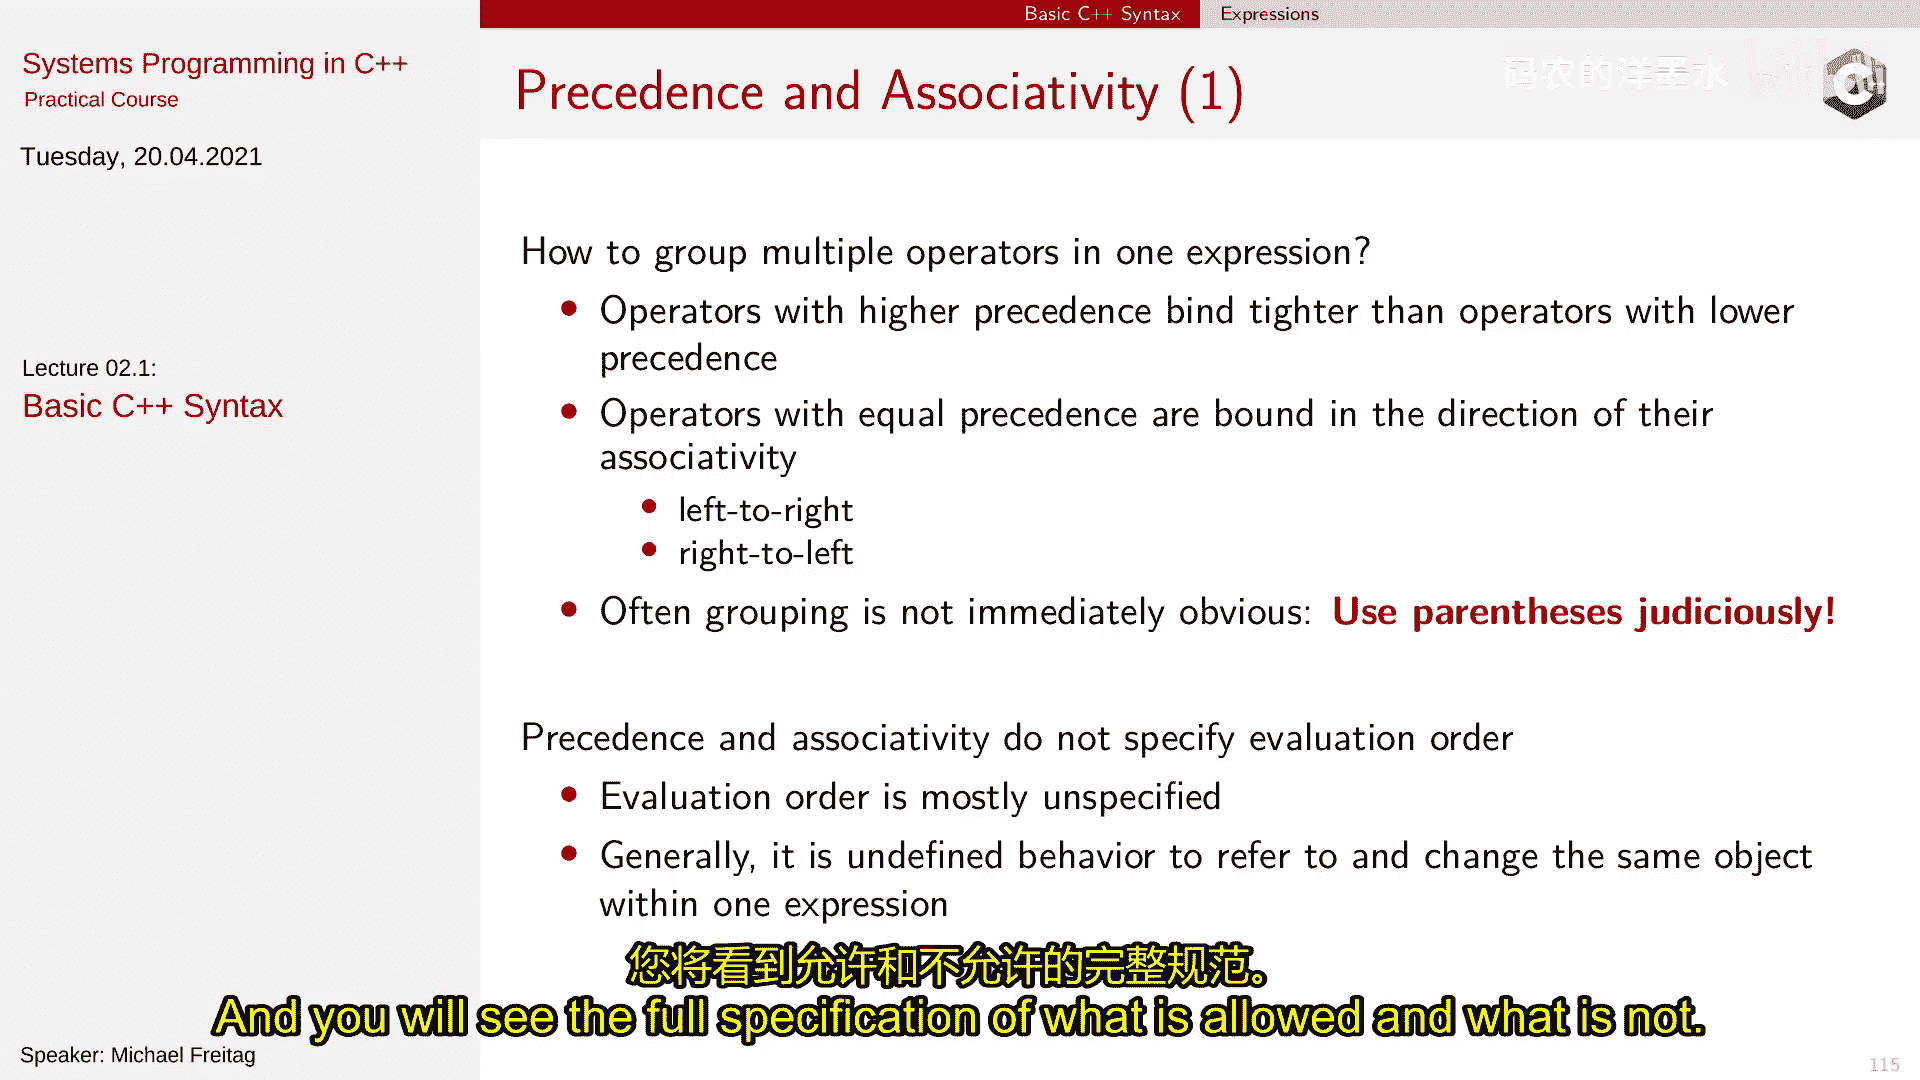 Basic C++ Syntax Expressions
Systems Programming in C++
Practical Course
Tuesday, 20.04.2021
Lecture 02.1:
Basic C++ Syntax
Precedence and Associativity (1)
码农的洋墨水
How to group multiple operators in one expression?
• Operators with higher precedence bind tighter than operators with lower
precedence
• Operators with equal precedence are bound in the direction of their
associativity
• left-to-right
• right-to-left
• Often grouping is not immediately obvious: Use parentheses judiciously!
Precedence and associativity do not specify evaluation order
• Evaluation order is mostly unspecified
• Generally, it is undefined behavior to refer to and change the same object
within one expression
您将看到允许和不允许的完整规范。
And you will see the full specification of what is allowed and what is not.
Speaker: Michael Freitag
115